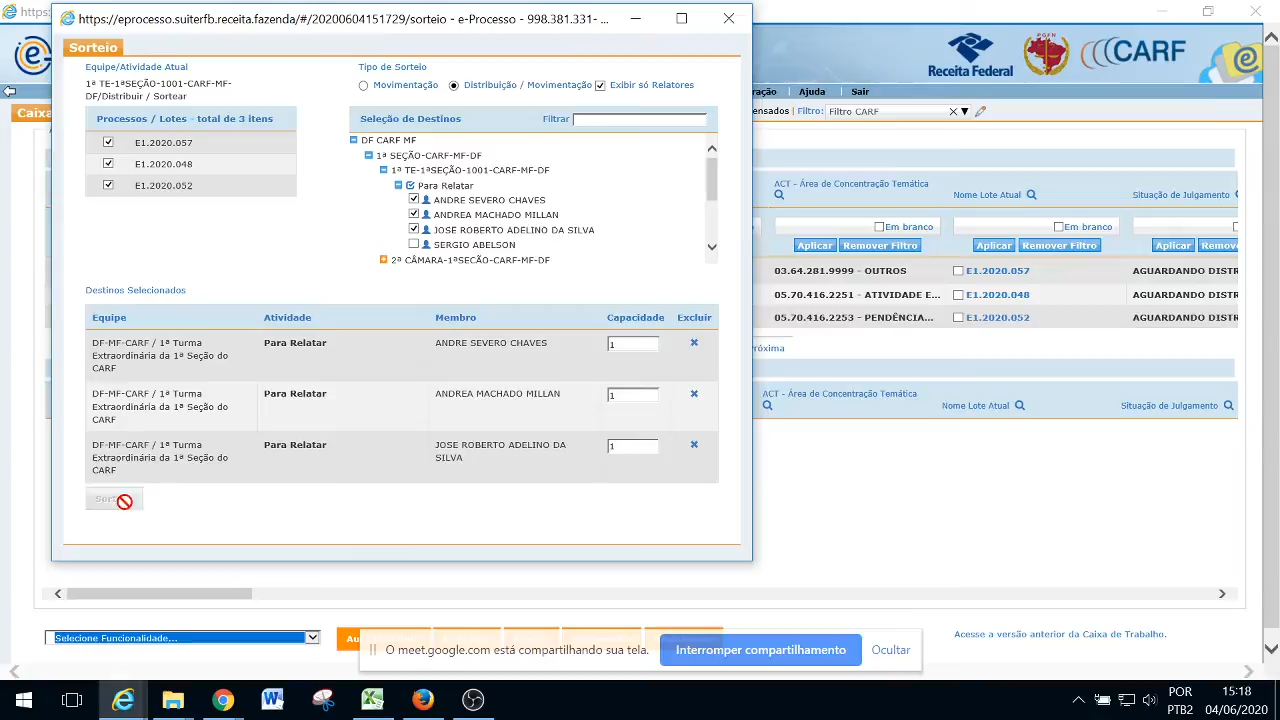 https://eprocesso.suiterfb.receita.fazenda/#/20200604151729/sorteio - e-Processo - 998.381.331-...
https:/
Sorteio
Equipe/Atividade Atual
1ª TE-1ªSEÇÃO-1001-CARF-MF-
DF/Distribuir / Sortear
Tipo de Sorteio
Movimentação
Distribuição / Movimentação
Exibir só Relatores
Processos / Lotes - total de 3 itens
E1.2020.057
E1.2020.048
E1.2020.052
Seleção de Destinos
Filtrar
DF CARF MF
1ª SEÇÃO-CARF-MF-DF
1ª TE-1ªSEÇÃO-1001-CARF-MF-DF
Para Relatar
ANDRE SEVERO CHAVES
ANDREA MACHADO MILLAN
JOSE ROBERTO ADELINO DA SILVA
SERGIO ABELSON
2ª CÂMARA-1ªSEÇÃO-CARF-MF-DF
Destinos Selecionados
Equipe Atividade Membro Capacidade Excluir
DF-MF-CARF / 1ª Turma
Extraordinária da 1ª Seção do
CARF
Para Relatar
ANDRE SEVERO CHAVES
1
DF-MF-CARF / 1ª Turma
Extraordinária da 1ª Seção do
CARF
Para Relatar
ANDREA MACHADO MILLAN
1
DF-MF-CARF / 1ª Turma
Extraordinária da 1ª Seção do
CARF
Para Relatar
JOSE ROBERTO ADELINO DA
SILVA
1
Caixa
Receita Federal
PGFN
CARF
Ajuda
Sair
Filtro: Filtro CARF
ACT - Área de Concentração Temática
Nome Lote Atual
Situação de Julgamento
Em branco
Em branco
Aplicar Remover Filtro
Aplicar Remover Filtro
Aplicar
03.64.281.9999 - OUTROS E1.2020.057 AGUARDANDO DISTR
05.70.416.2251 - ATIVIDADE E... E1.2020.048 AGUARDANDO DISTR
05.70.416.2253 - PENDÊNCIA... E1.2020.052 AGUARDANDO DISTR
ACT - Área de Concentração Temática
Nome Lote Atual
Situação de Julgamento
Selecione Funcionalidade...
Acesse a versão anterior da Caixa de Trabalho.
O meet.google.com está compartilhando sua tela.
Interromper compartilhamento
Ocultar
POR
PTB2
15:18
04/06/2020